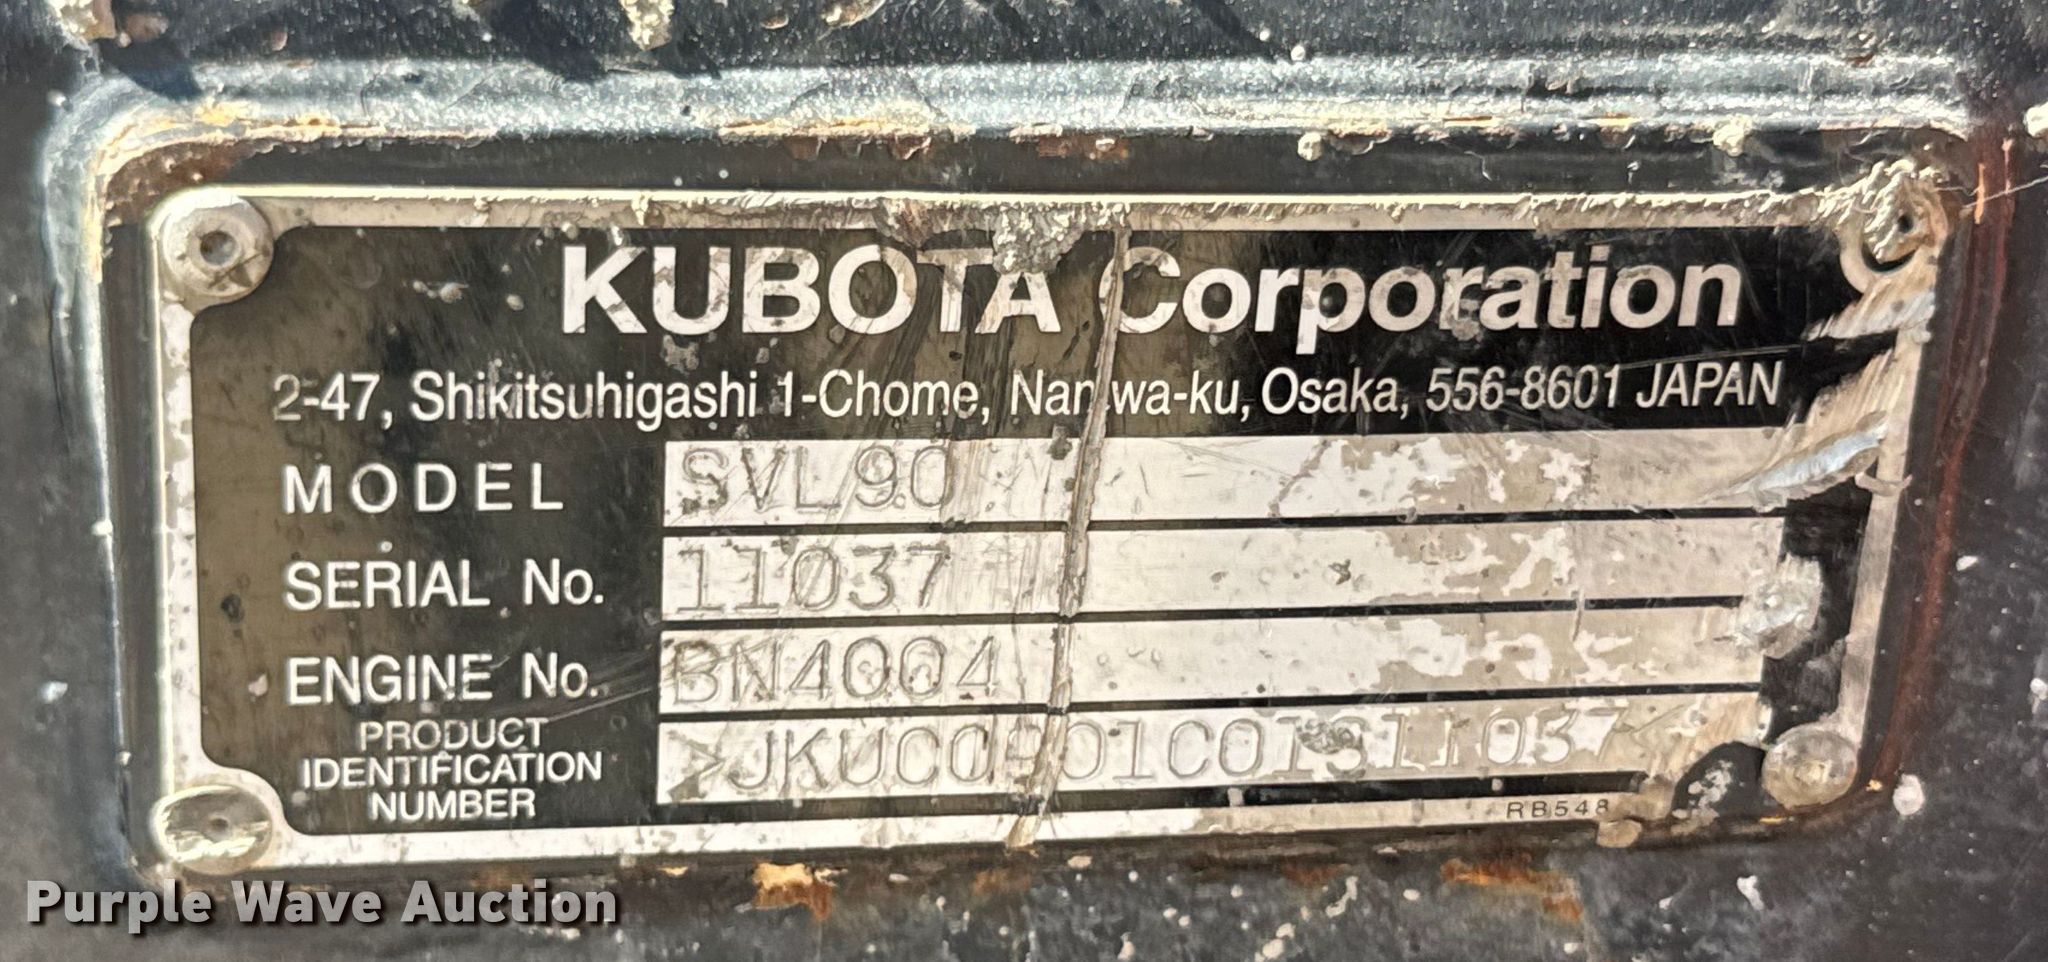 KUBOTA Corporation
2-47, Shikitsuhigashi 1-Chome, Naniwa-ku, Osaka, 556-8601 JAPAN
MODEL SVL90
SERIAL No. 11037
ENGINE No. BN4004
PRODUCT
IDENTIFICATION
NUMBER
RB548
Purple Wave Auction